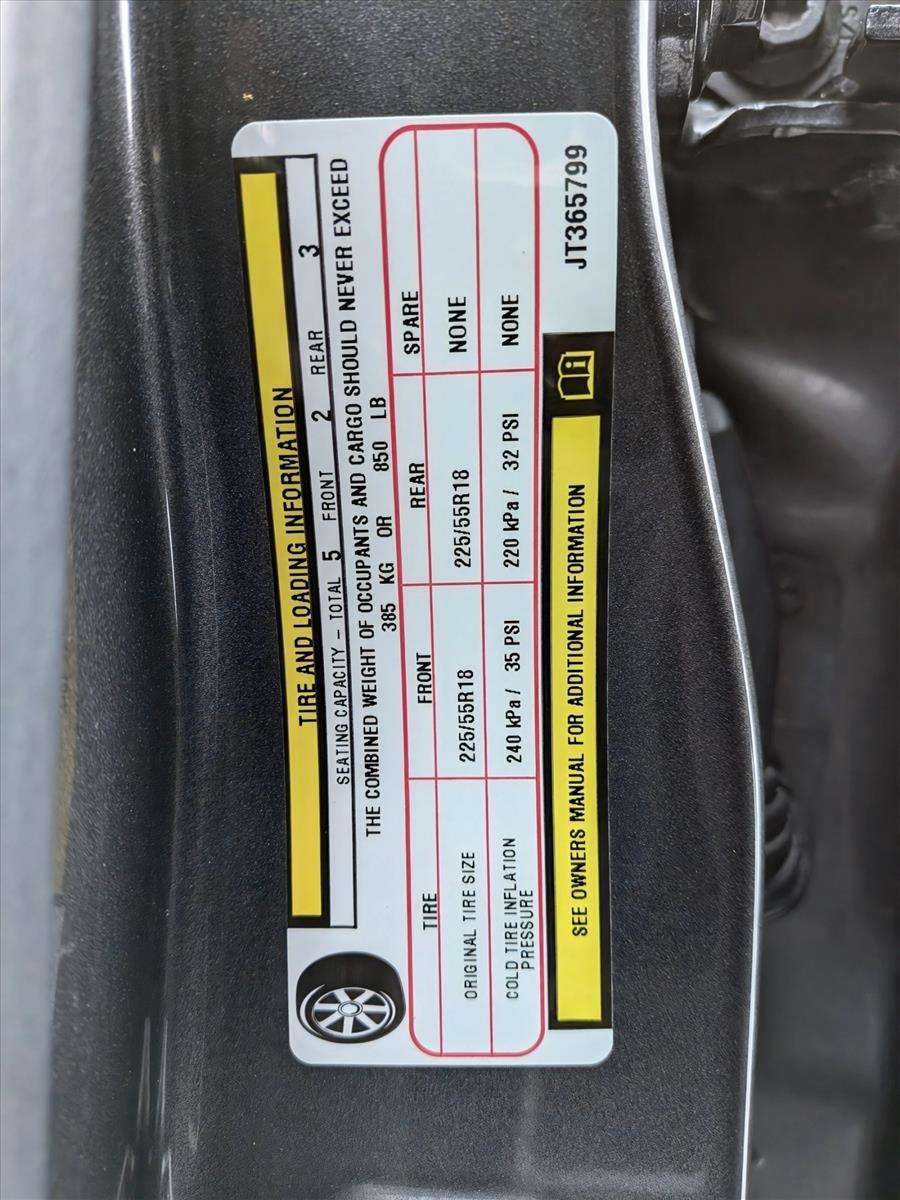 TIRE AND LOADING INFORMATION
SEATING CAPACITY - TOTAL 5 FRONT 2 REAR 3
THE COMBINED WEIGHT OF OCCUPANTS AND CARGO SHOULD NEVER EXCEED
385 KG OR 850 LB
TIRE FRONT REAR SPARE
ORIGINAL TIRE SIZE 225/55R18 225/55R18 NONE
COLD TIRE INFLATION
PRESSURE 240 kPa / 35 PSI 220 kPa / 32 PSI NONE
SEE OWNERS MANUAL FOR ADDITIONAL INFORMATION
JT365799